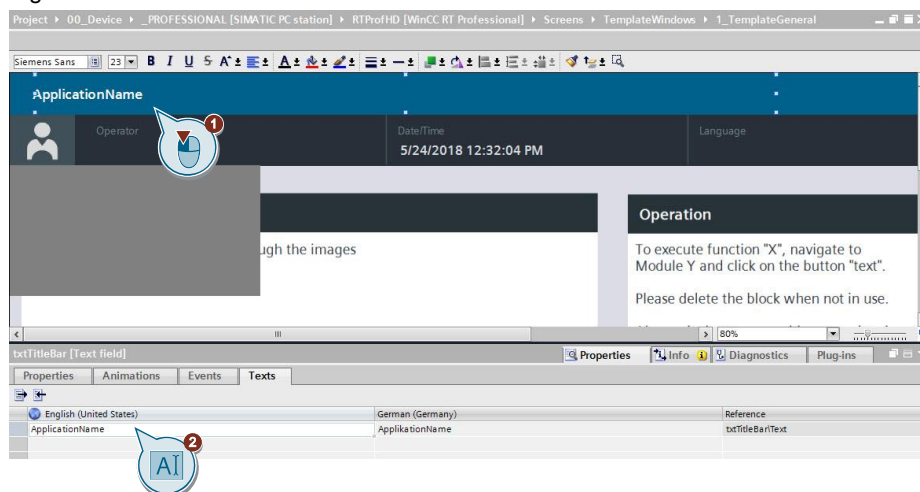 Project ▸ 00_Device ▸ _PROFESSIONAL [SIMATIC PC station] ▸ RTProfHD [WinCC RT Professional] ▸ Screens ▸ TemplateWindows ▸ 1_TemplateGeneral
Siemens Sans 23 B I U S A
ApplicationName
1
Operator Date/Time Language
5/24/2018 12:32:04 PM
Operation
ugh the images
To execute function "X", navigate to
Module Y and click on the button "text".
Please delete the block when not in use.
80%
txtTitleBar [Text field] Properties Info Diagnostics Plug-ins
Properties Animations Events Texts
English (United States) German (Germany) Reference
ApplicationName ApplikationName txtTitleBar\Text
2
AI